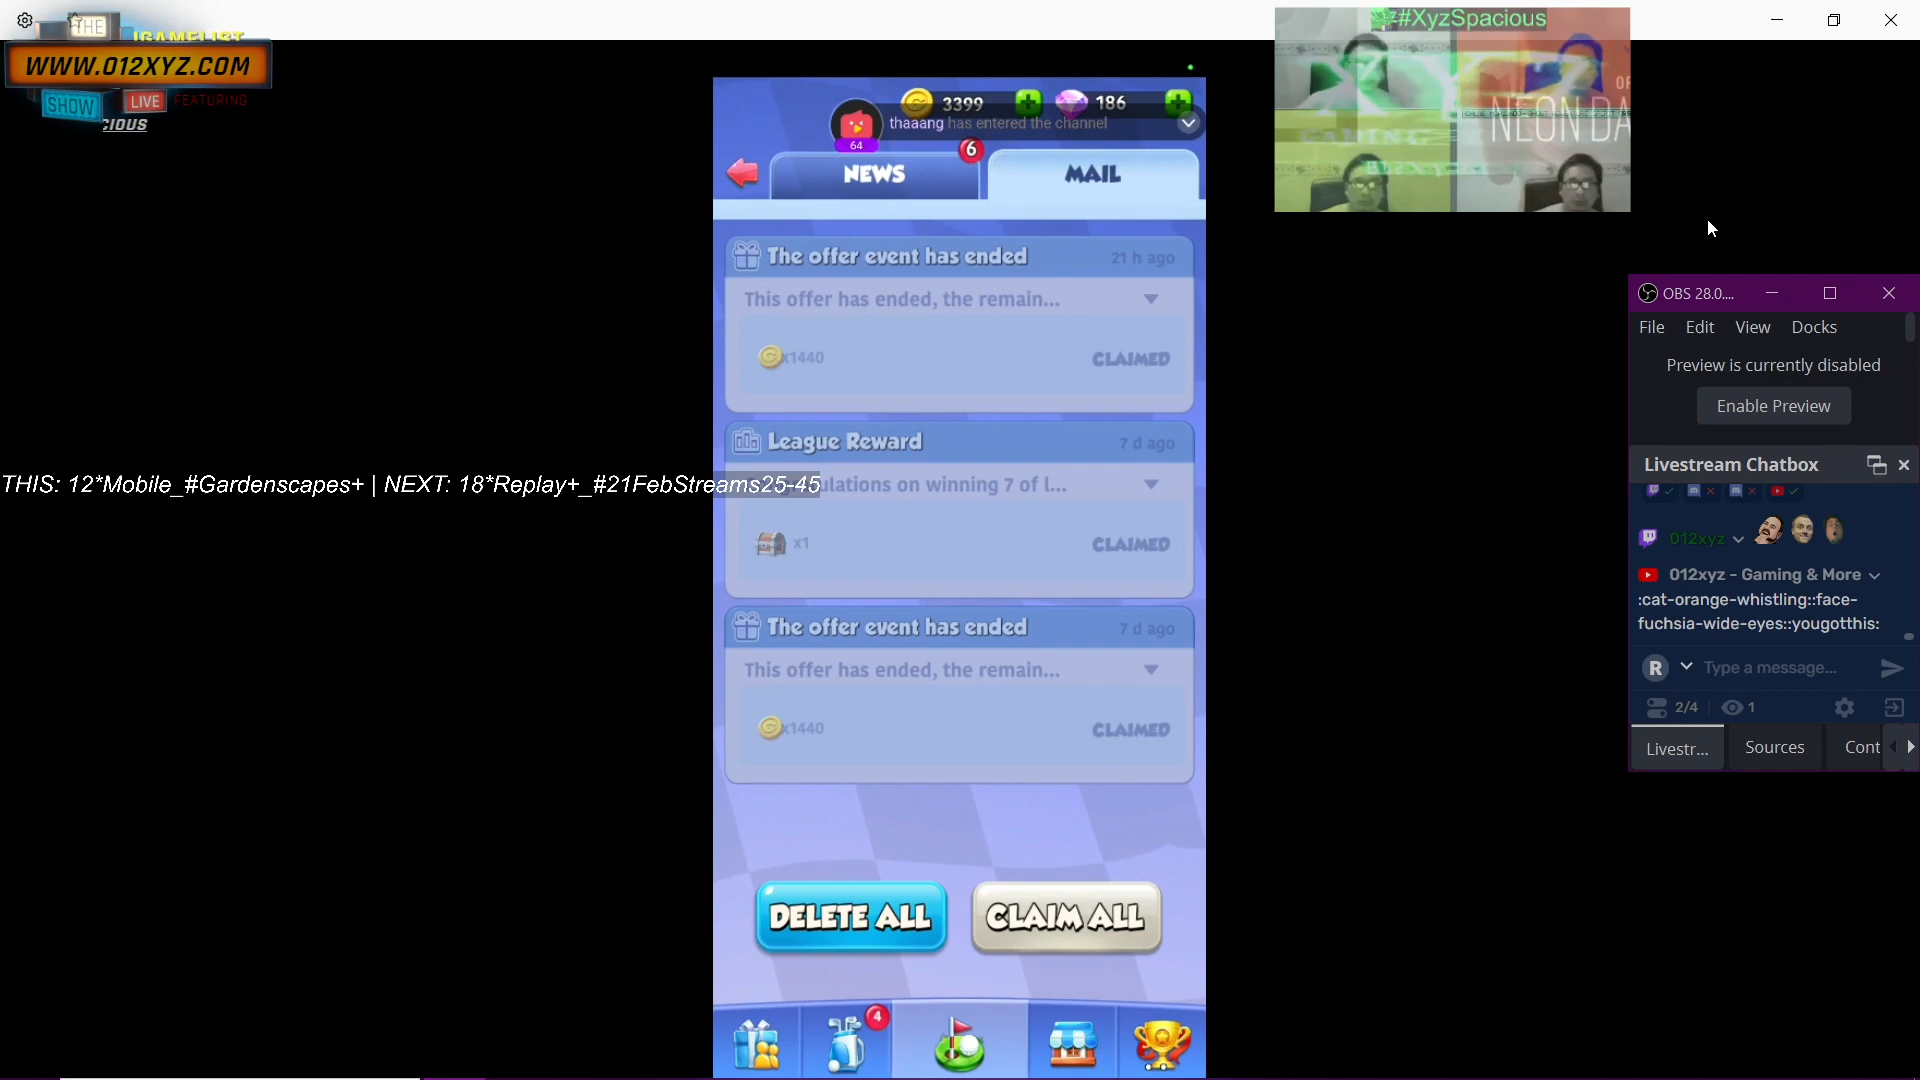 THE
!GAMELIST
WWW.012XYZ.COM
SHOW
LIVE
FEATURING
CIOUS
##XyzSpacious
NEON DA
3399
186
thaaang has entered the channel
64
6
NEWS
MAIL
The offer event has ended
21 h ago
This offer has ended, the remain...
x1440
CLAIMED
League Reward
7 d ago
THIS: 12*Mobile_#Gardenscapes+ | NEXT: 18*Replay+_#21FebStreams25-45
ulations on winning 7 of l...
x1
CLAIMED
The offer event has ended
7 d ago
This offer has ended, the remain...
x1440
CLAIMED
DELETE ALL
CLAIM ALL
4
OBS 28.0....
File Edit View Docks
Preview is currently disabled
Enable Preview
Livestream Chatbox
012xyz
012xyz - Gaming & More
:cat-orange-whistling::face-
fuchsia-wide-eyes::yougotthis:
R
Type a message...
2/4
1
Livestr...
Sources
Cont